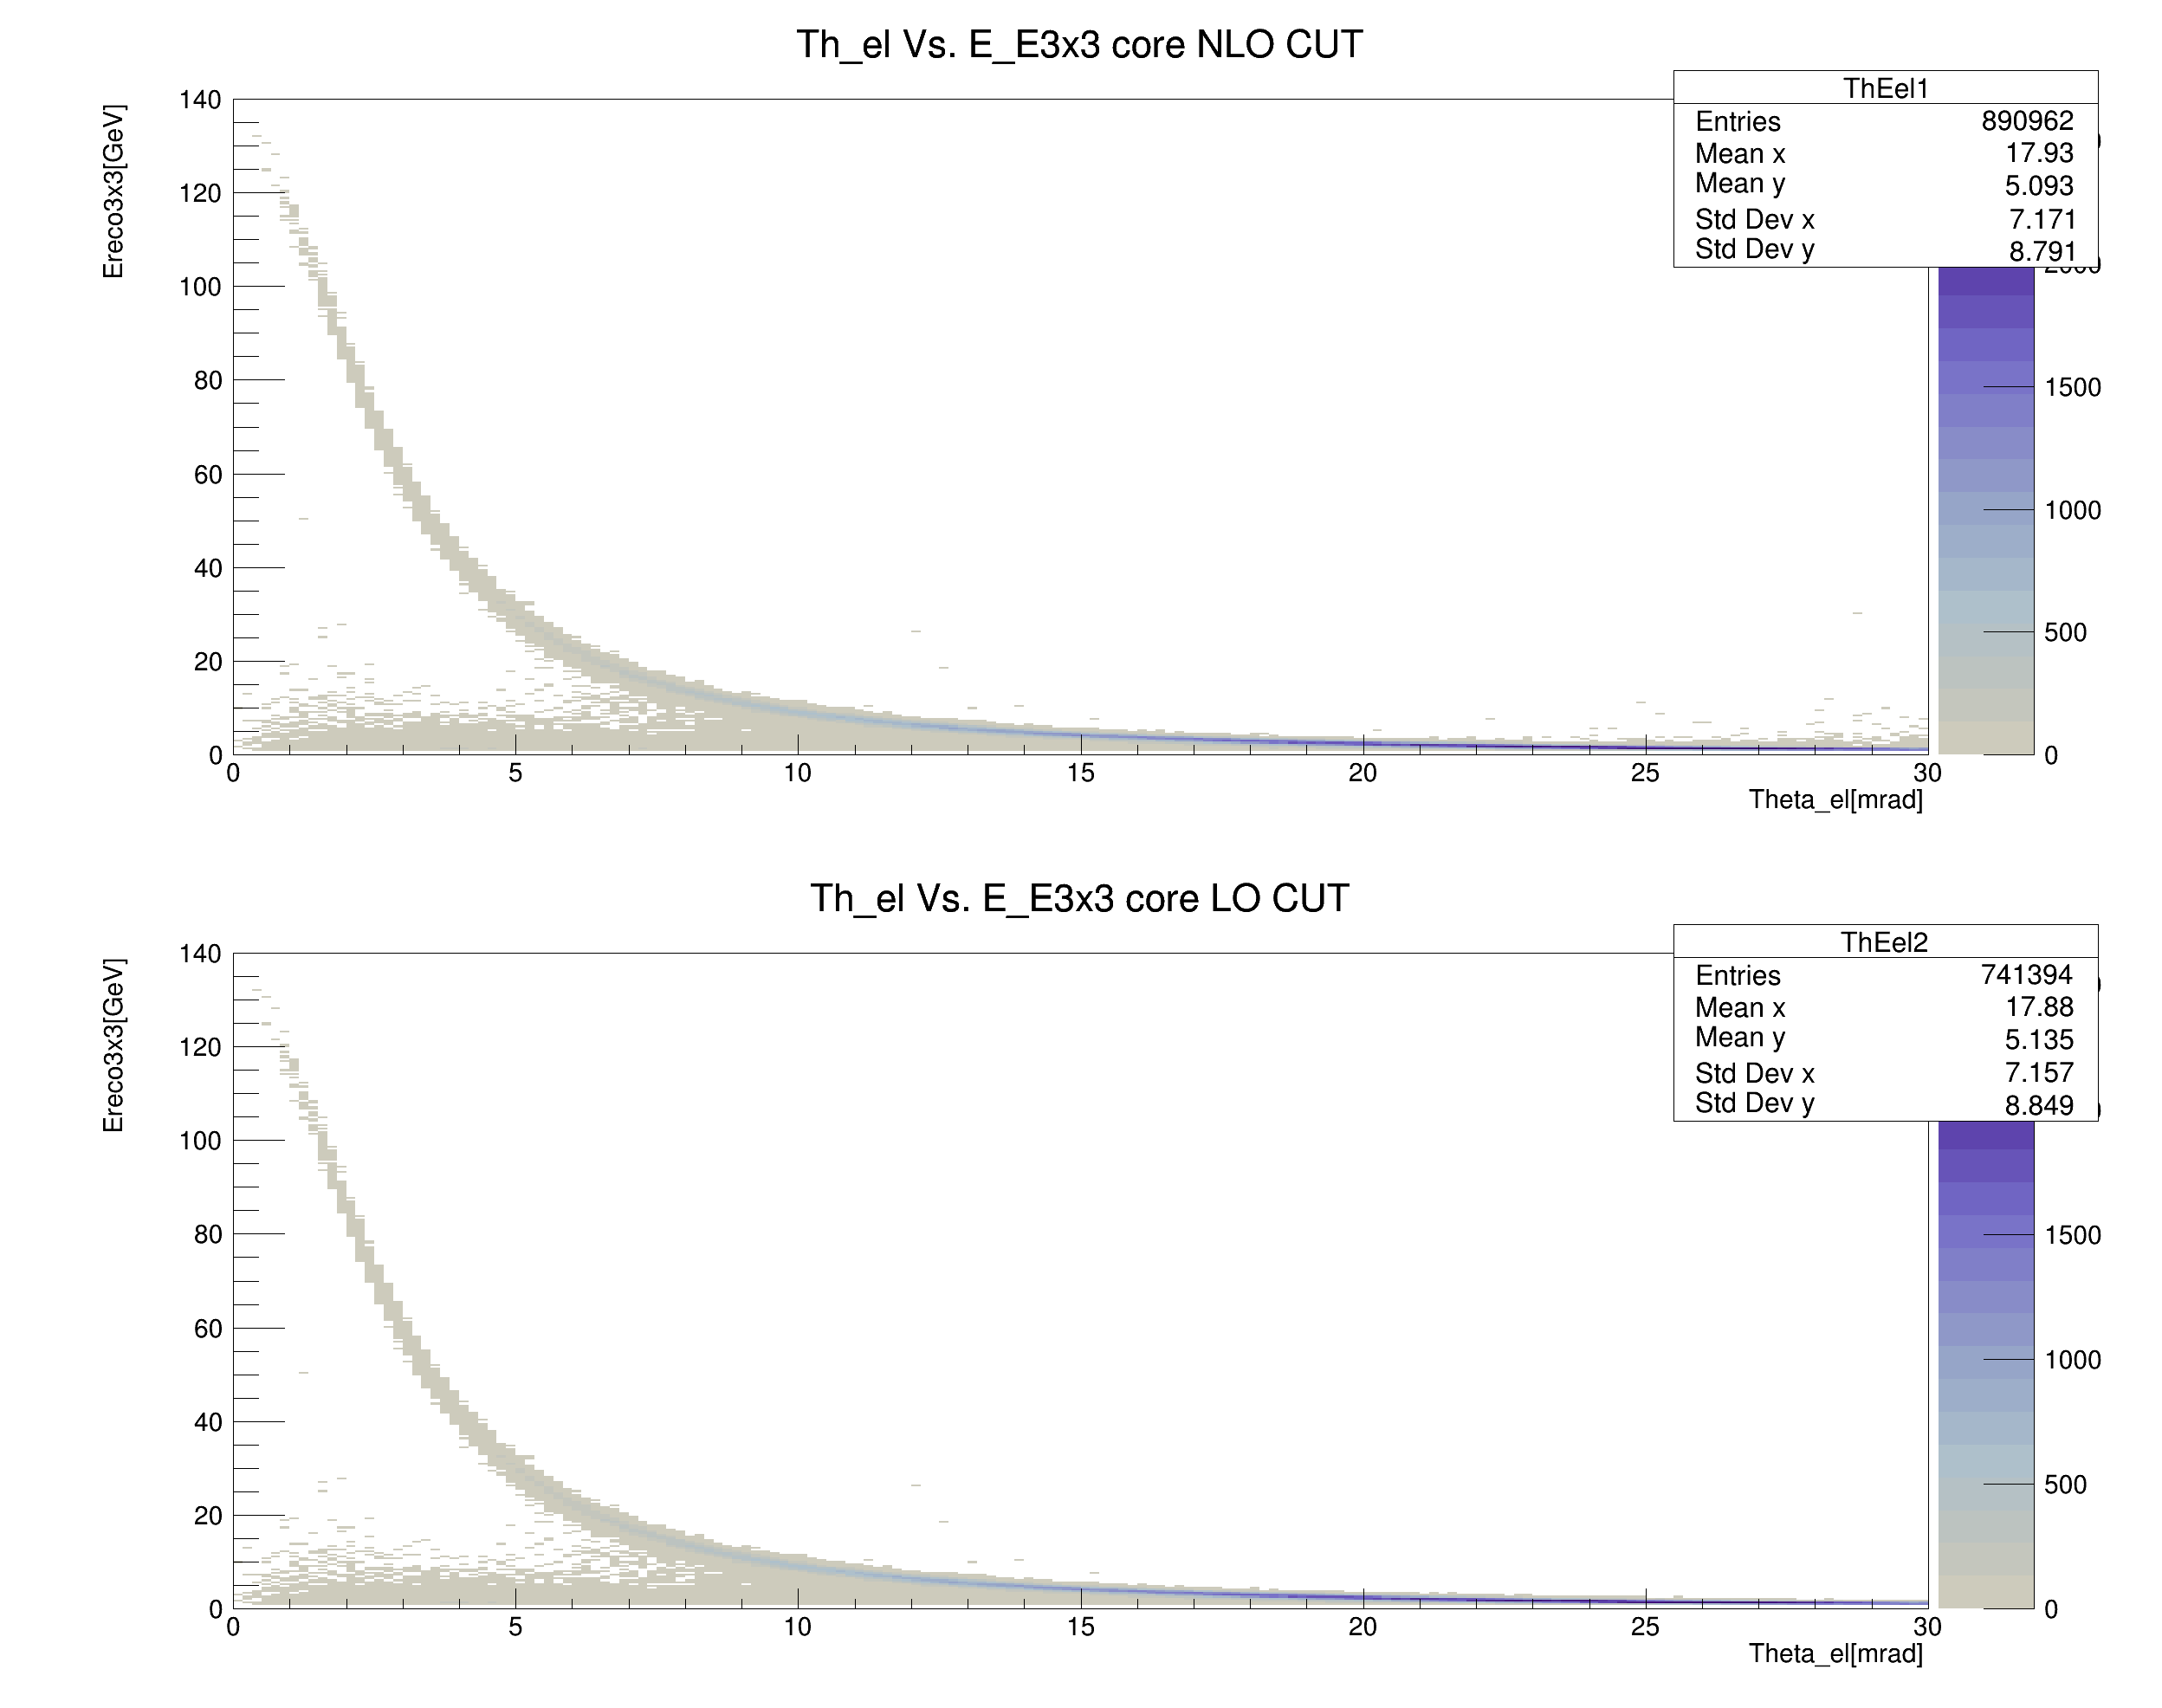 Th_el Vs. E_E3x3 core NLO CUT
Ereco3x3[GeV]
ThEel1
Entries 890962
Mean x 17.93
Mean y 5.093
Std Dev x 7.171
Std Dev y 8.791
140
120
100
80
60
40
20
0
0 5 10 15 20 25 30
Theta_el[mrad]
1500
1000
500
0
Th_el Vs. E_E3x3 core LO CUT
Ereco3x3[GeV]
ThEel2
Entries 741394
Mean x 17.88
Mean y 5.135
Std Dev x 7.157
Std Dev y 8.849
140
120
100
80
60
40
20
0
0 5 10 15 20 25 30
Theta_el[mrad]
1500
1000
500
0